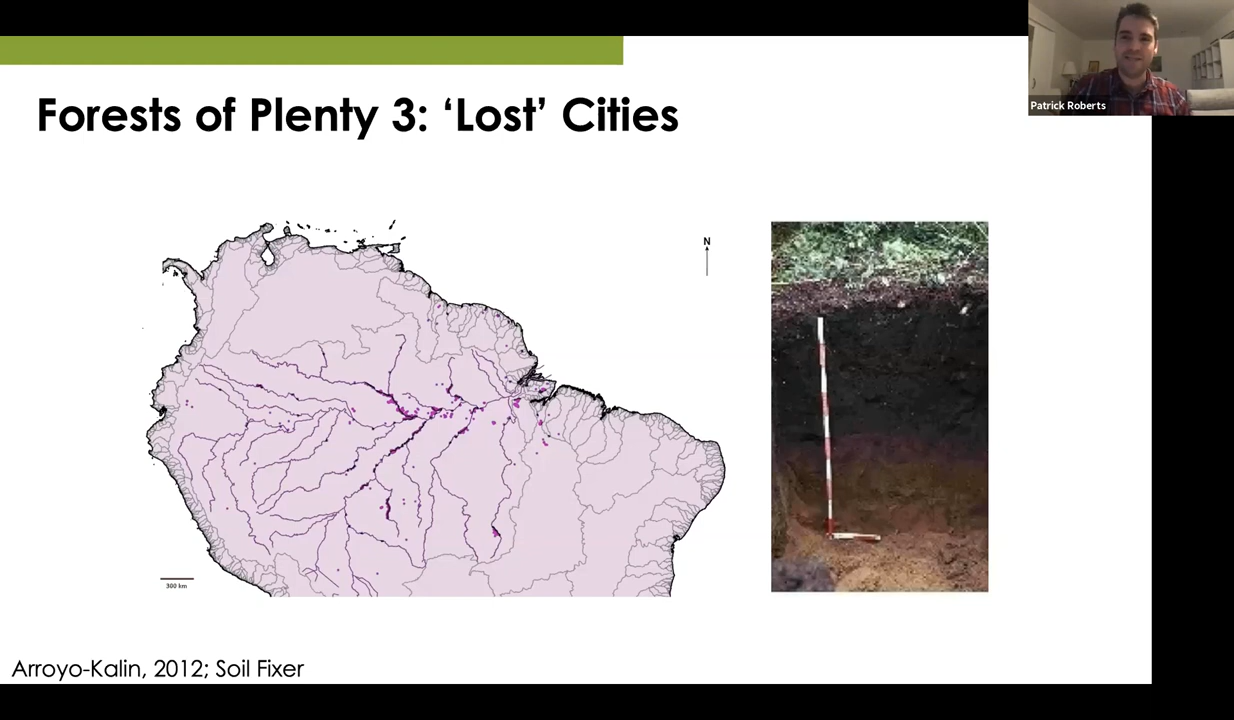 Patrick Roberts
Forests of Plenty 3: ‘Lost’ Cities
N
300 km
Arroyo-Kalin, 2012; Soil Fixer